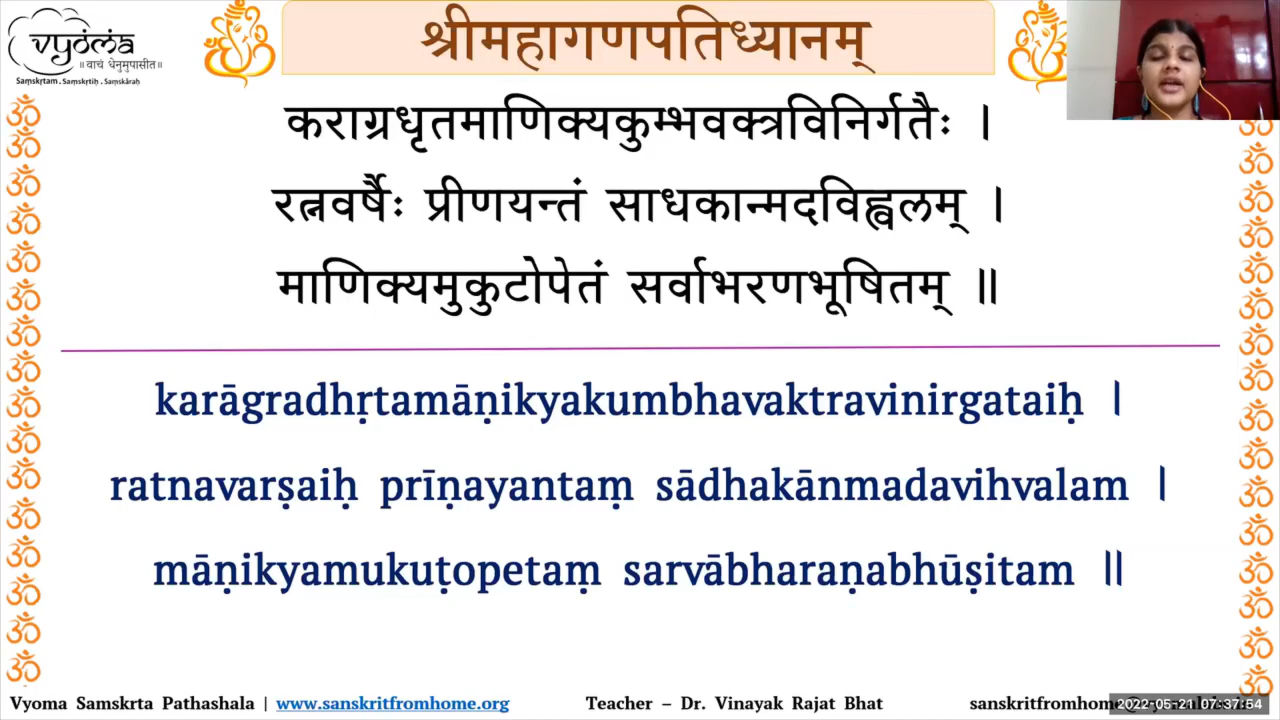 vyoma
॥ वाचं धेनुमुपासीत ॥
Saṃskṛtam . Saṃskṛtiḥ . Saṃskārāḥ
श्रीमहागणपतिध्यानम्
कराग्रधृतमाणिक्यकुम्भवक्त्रविनिर्गतैः ।
रत्नवर्षैः प्रीणयन्तं साधकान्मदविह्वलम् ।
माणिक्यमुकुटोपेतं सर्वाभरणभूषितम् ॥
karāgradhṛtamāṇikyakumbhavaktravinirgataiḥ |
ratnavarṣaiḥ prīṇayantaṃ sādhakānmadavihvalam |
māṇikyamukuṭopetaṃ sarvābharaṇabhūṣitam ||
Vyoma Samskrta Pathashala | www.sanskritfromhome.org Teacher – Dr. Vinayak Rajat Bhat
2022-05-21 07:37:54